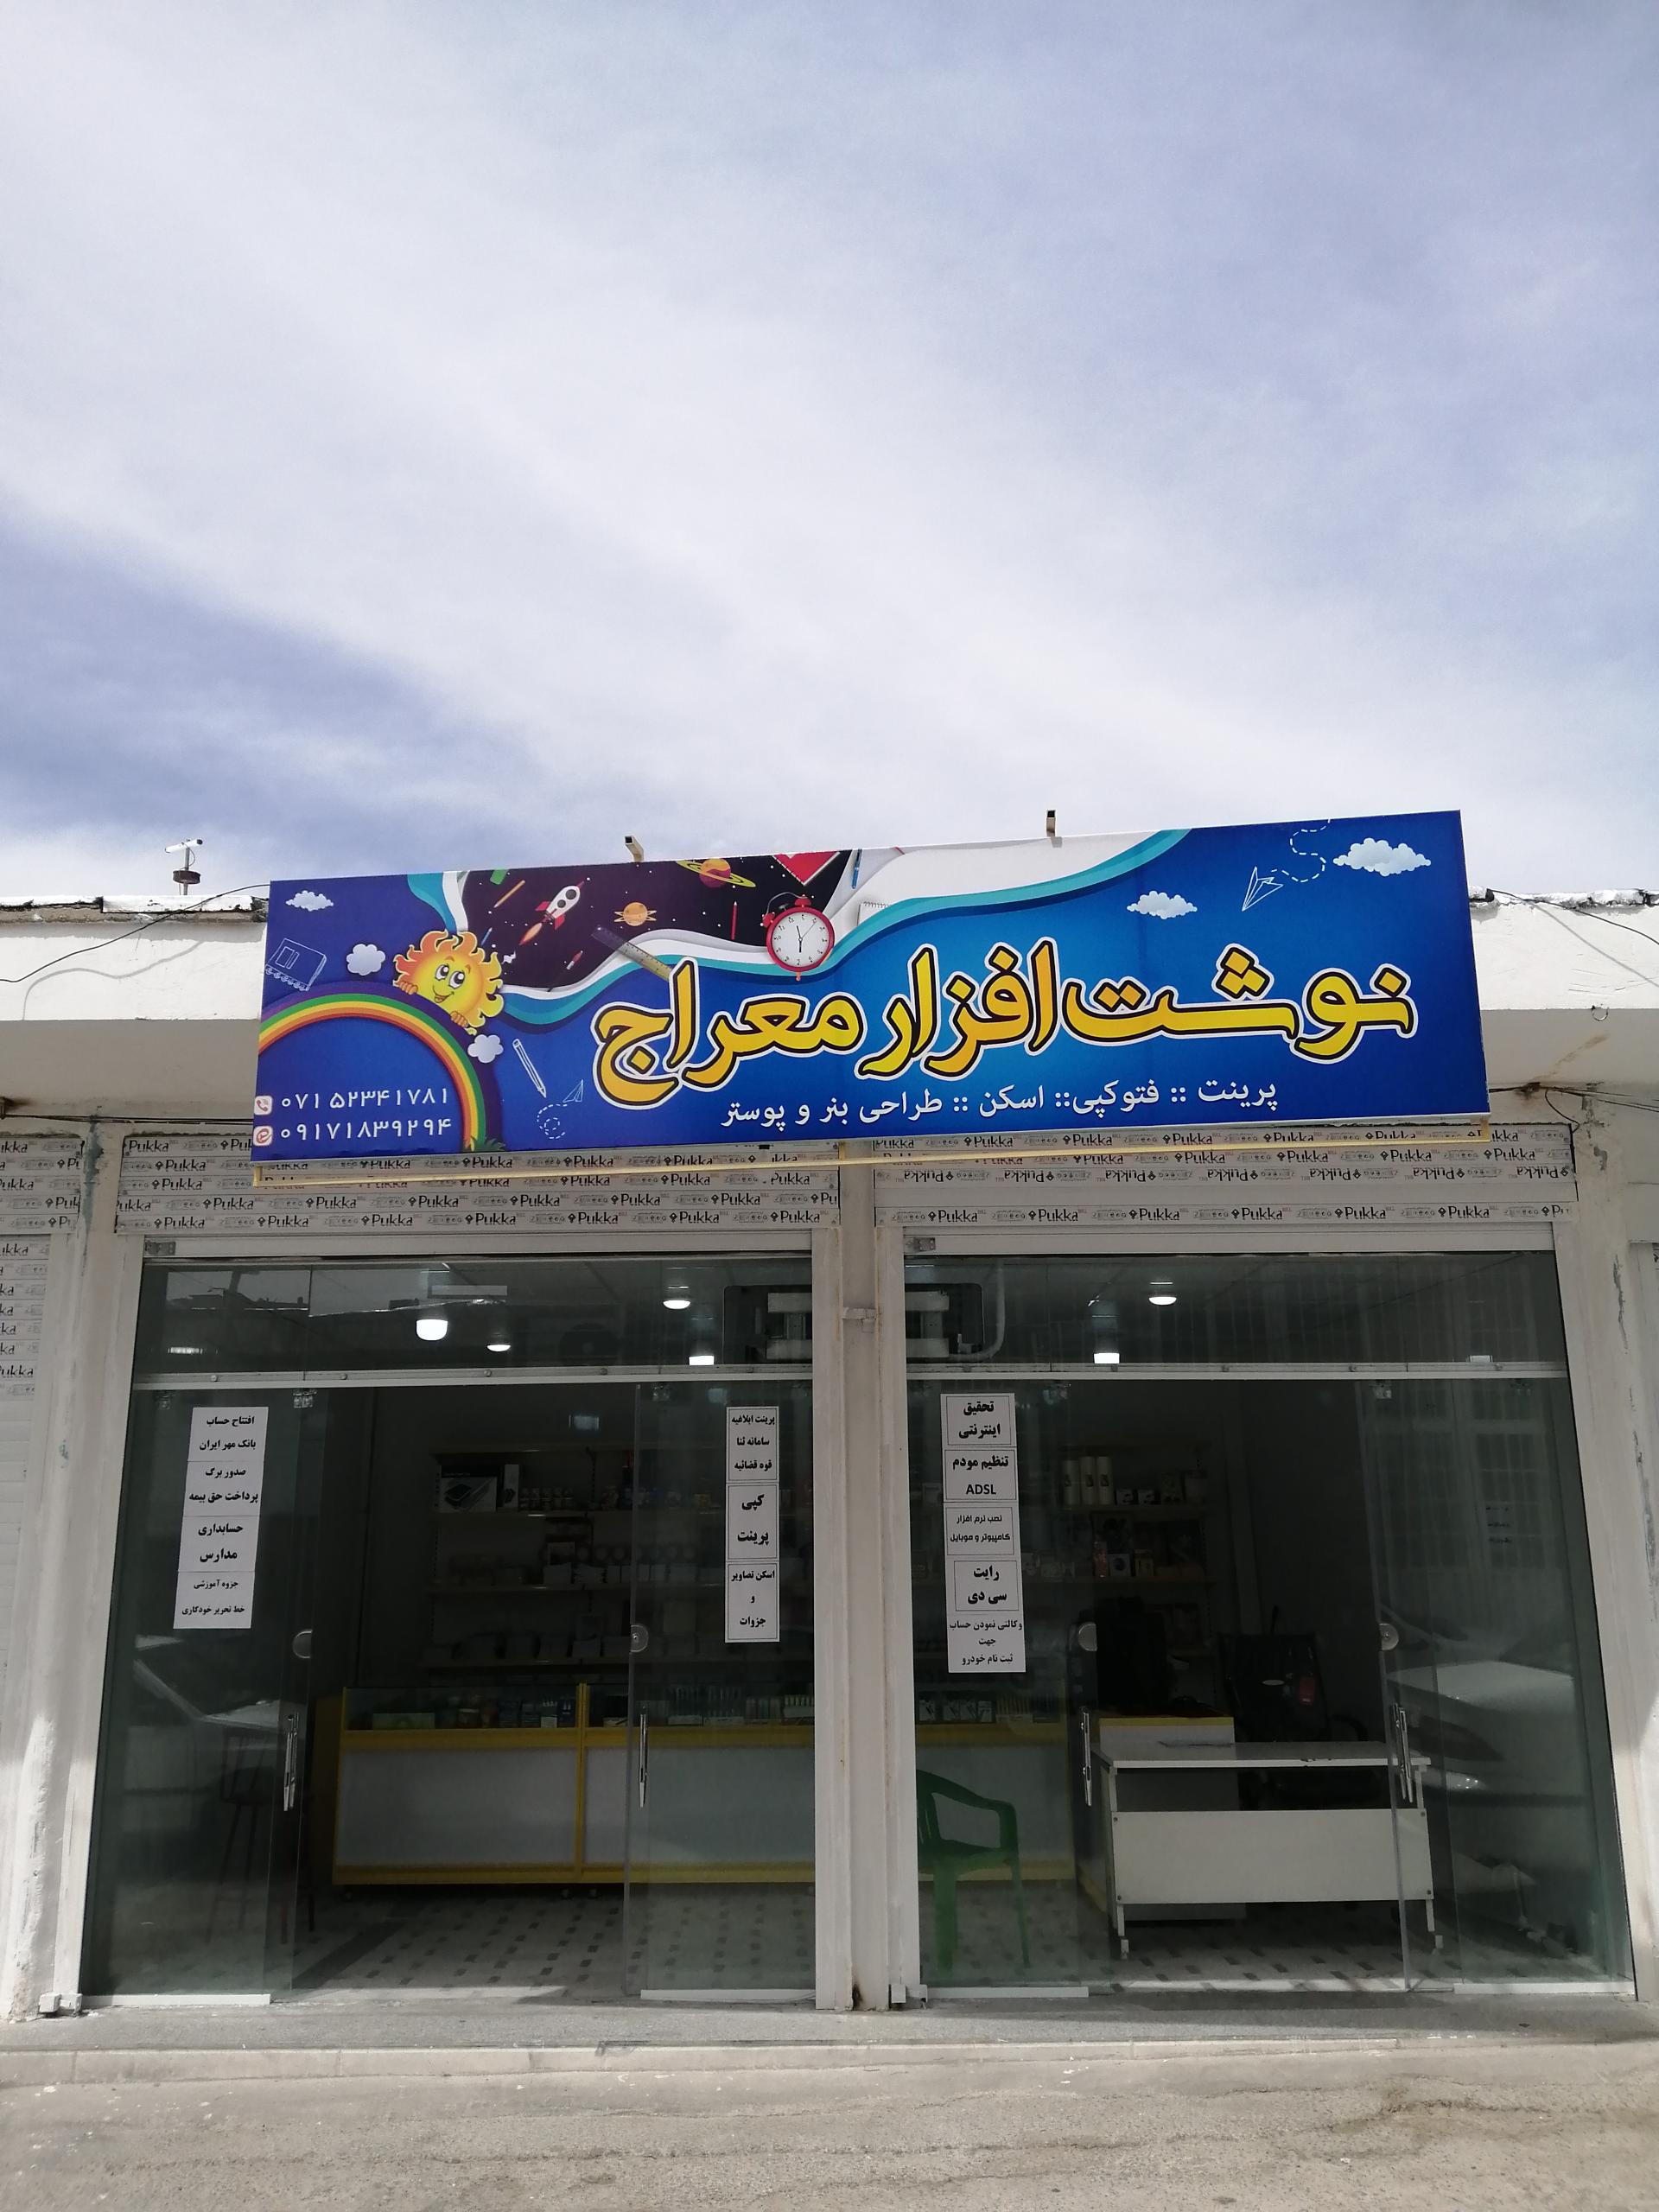 نوشت افزار معراج
پرینت :: فتوکپی:: اسکن :: طراحی بنر و پوستر
۰۷۱ ۵۲۳۴۱۷۸۱
۰۹۱۷۱۸۳۹۲۹۴
Pukka
افتتاح حساب
بانک مهر ایران
صدور برگ
پرداخت حق بیمه
حسابداری
مدارس
جزوه آموزشی
خط تحریر خودکاری
پرینت ابلاغیه
سامانه ثنا
قوه قضائیه
کپی
پرینت
اسکن تصاویر
و
جزوات
تحقیق
اینترنتی
تنظیم مودم
ADSL
نصب نرم افزار
کامپیوتر و موبایل
رایت
سی دی
وکالتی نمودن حساب
جهت
ثبت نام خودرو